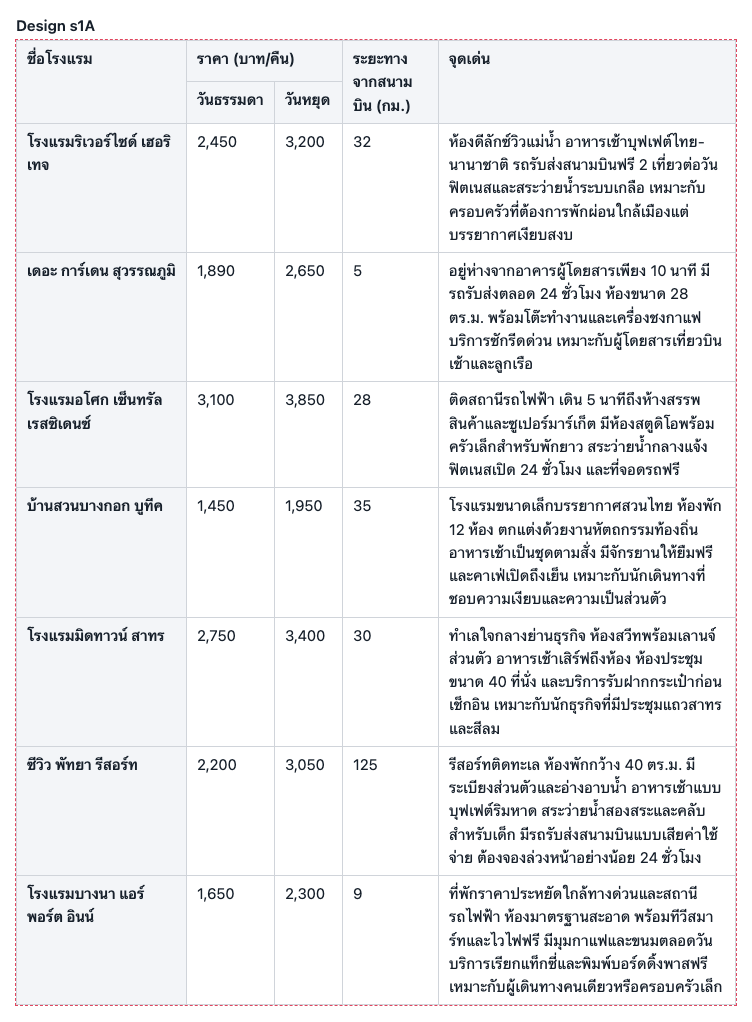 Design s1A
ชื่อโรงแรม
ราคา (บาท/คืน)
ระยะทาง
จากสนาม
บิน (กม.)
จุดเด่น
วันธรรมดา
วันหยุด
โรงแรมริเวอร์ไซด์ เฮอริ
เทจ
2,450
3,200
32
ห้องดีลักซ์วิวแม่น้ำ อาหารเช้าบุฟเฟต์ไทย-
นานาชาติ รถรับส่งสนามบินฟรี 2 เที่ยวต่อวัน
ฟิตเนสและสระว่ายน้ำระบบเกลือ เหมาะกับ
ครอบครัวที่ต้องการพักผ่อนใกล้เมืองแต่
บรรยากาศเงียบสงบ
เดอะ การ์เดน สุวรรณภูมิ
1,890
2,650
5
อยู่ห่างจากอาคารผู้โดยสารเพียง 10 นาที มี
รถรับส่งตลอด 24 ชั่วโมง ห้องขนาด 28
ตร.ม. พร้อมโต๊ะทำงานและเครื่องชงกาแฟ
บริการซักรีดด่วน เหมาะกับผู้โดยสารเที่ยวบิน
เช้าและลูกเรือ
โรงแรมอโศก เซ็นทรัล
เรสซิเดนซ์
3,100
3,850
28
ติดสถานีรถไฟฟ้า เดิน 5 นาทีถึงห้างสรรพ
สินค้าและซูเปอร์มาร์เก็ต มีห้องสตูดิโอพร้อม
ครัวเล็กสำหรับพักยาว สระว่ายน้ำกลางแจ้ง
ฟิตเนสเปิด 24 ชั่วโมง และที่จอดรถฟรี
บ้านสวนบางกอก บูทีค
1,450
1,950
35
โรงแรมขนาดเล็กบรรยากาศสวนไทย ห้องพัก
12 ห้อง ตกแต่งด้วยงานหัตถกรรมท้องถิ่น
อาหารเช้าเป็นชุดตามสั่ง มีจักรยานให้ยืมฟรี
และคาเฟ่เปิดถึงเย็น เหมาะกับนักเดินทางที่
ชอบความเงียบและความเป็นส่วนตัว
โรงแรมมิดทาวน์ สาทร
2,750
3,400
30
ทำเลใจกลางย่านธุรกิจ ห้องสวีทพร้อมเลานจ์
ส่วนตัว อาหารเช้าเสิร์ฟถึงห้อง ห้องประชุม
ขนาด 40 ที่นั่ง และบริการรับฝากกระเป๋าก่อน
เช็กอิน เหมาะกับนักธุรกิจที่มีประชุมแถวสาทร
และสีลม
ซีวิว พัทยา รีสอร์ท
2,200
3,050
125
รีสอร์ทติดทะเล ห้องพักกว้าง 40 ตร.ม. มี
ระเบียงส่วนตัวและอ่างอาบน้ำ อาหารเช้าแบบ
บุฟเฟต์ริมหาด สระว่ายน้ำสองสระและคลับ
สำหรับเด็ก มีรถรับส่งสนามบินแบบเสียค่าใช้
จ่าย ต้องจองล่วงหน้าอย่างน้อย 24 ชั่วโมง
โรงแรมบางนา แอร์
พอร์ต อินน์
1,650
2,300
9
ที่พักราคาประหยัดใกล้ทางด่วนและสถานี
รถไฟฟ้า ห้องมาตรฐานสะอาด พร้อมทีวีสมา
ร์ทและไวไฟฟรี มีมุมกาแฟและขนมตลอดวัน
บริการเรียกแท็กซี่และพิมพ์บอร์ดดิ้งพาสฟรี
เหมาะกับผู้เดินทางคนเดียวหรือครอบครัวเล็ก